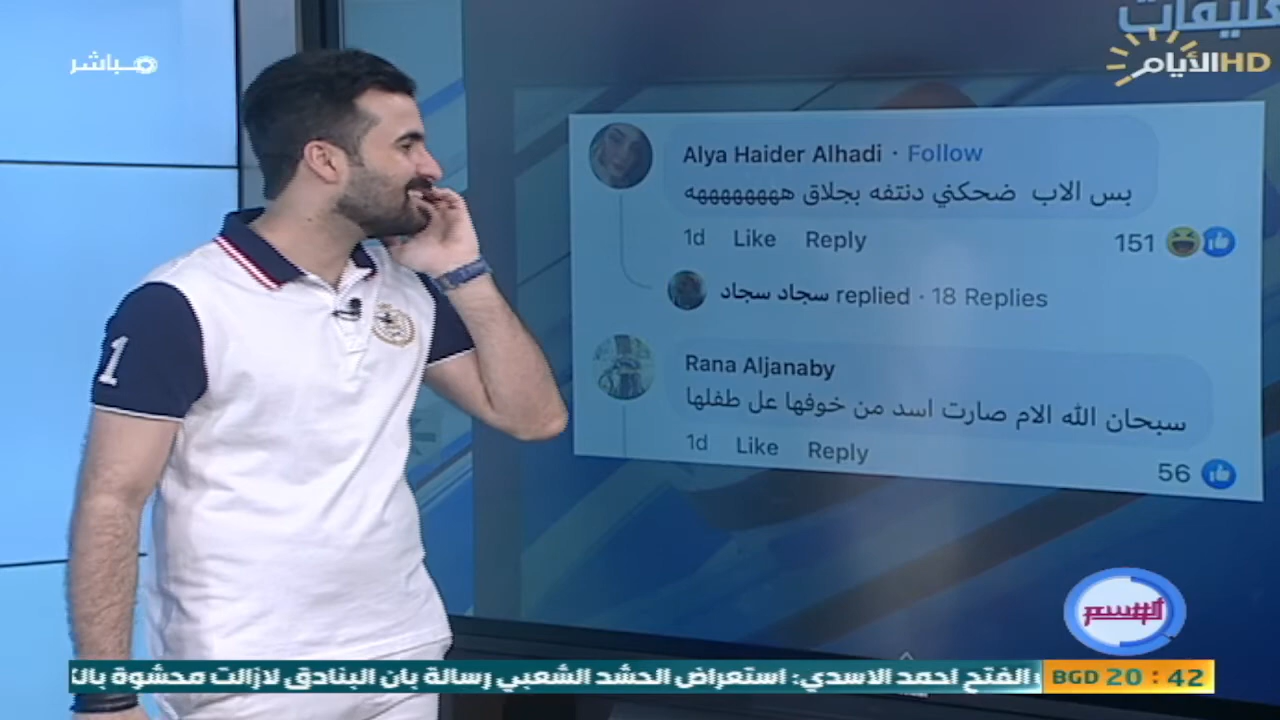 مباشر
الأيام HD
Alya Haider Alhadi · Follow
بس الاب ضحكني دنتفه بجلاق هههههههههه
1d Like Reply
151
سجاد سجاد replied · 18 Replies
Rana Aljanaby
سبحان الله الام صارت اسد من خوفها عل طفلها
1d Like Reply
56
1
الفتح احمد الاسدي: استعراض الحشد الشعبي رسالة بان البنادق لازالت محشوة
BGD 20:42